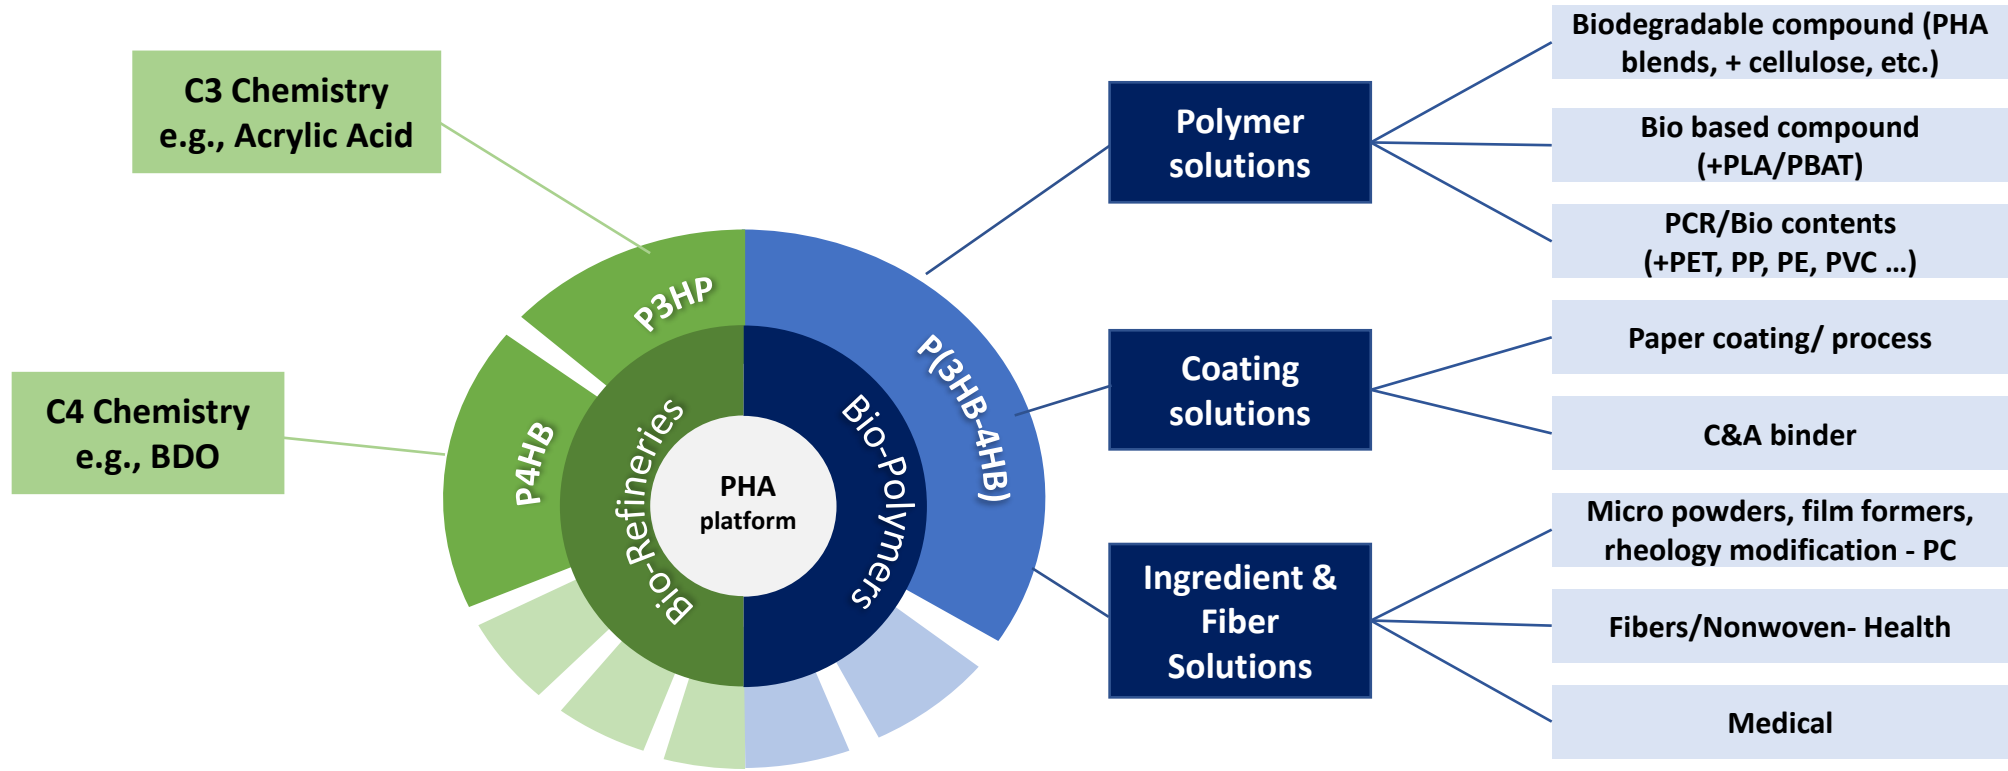 C3 Chemistry
e.g., Acrylic Acid
C4 Chemistry
e.g., BDO
P3HP
P4HB
Bio-Refineries
PHA
platform
Bio-Polymers
P(3HB-4HB)
Polymer
solutions
Coating
solutions
Ingredient &
Fiber
Solutions
Biodegradable compound (PHA
blends, + cellulose, etc.)
Bio based compound
(+PLA/PBAT)
PCR/Bio contents
(+PET, PP, PE, PVC …)
Paper coating/ process
C&A binder
Micro powders, film formers,
rheology modification - PC
Fibers/Nonwoven- Health
Medical